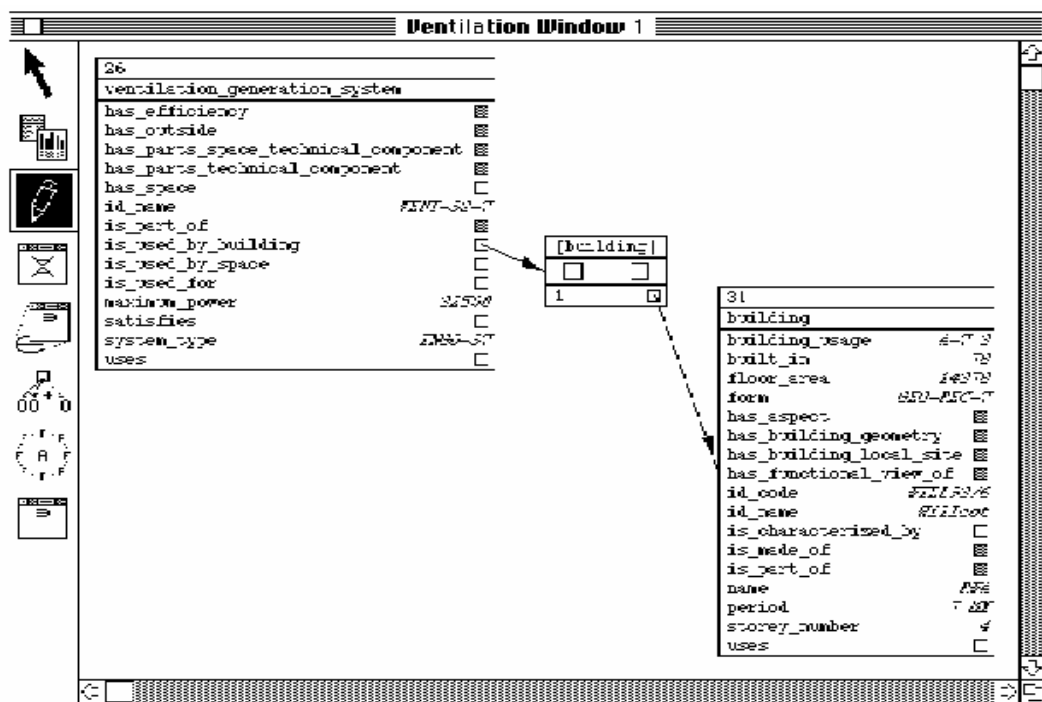 Ventilation Window 1
26
ventilation_generation_system
has_efficiency
has_outside
has_parts_space_technical_component
has_parts_technical_component
has_space
id_name
is_part_of
is_used_by_building
is_used_by_space
is_used_for
maximum_power
satisfies
system_type
uses
[building]
1
31
building
building_usage
built_in 78
floor_area
form
has_aspect
has_building_geometry
has_building_local_site
has_functional_view_of
id_code
id_name
is_characterized_by
is_made_of
is_part_of
name
period
storey_number 4
uses
A